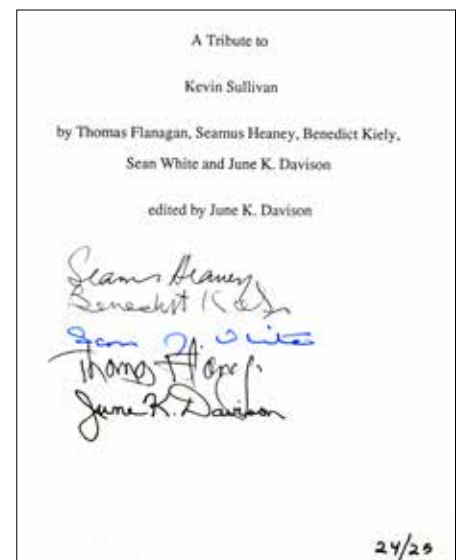 A Tribute to
Kevin Sullivan
by Thomas Flanagan, Seamus Heaney, Benedict Kiely,
Sean White and June K. Davison
edited by June K. Davison
Seamus Heaney
Benedict Kiely
Sean J. White
Thomas Flanagan
June K. Davison
24/25